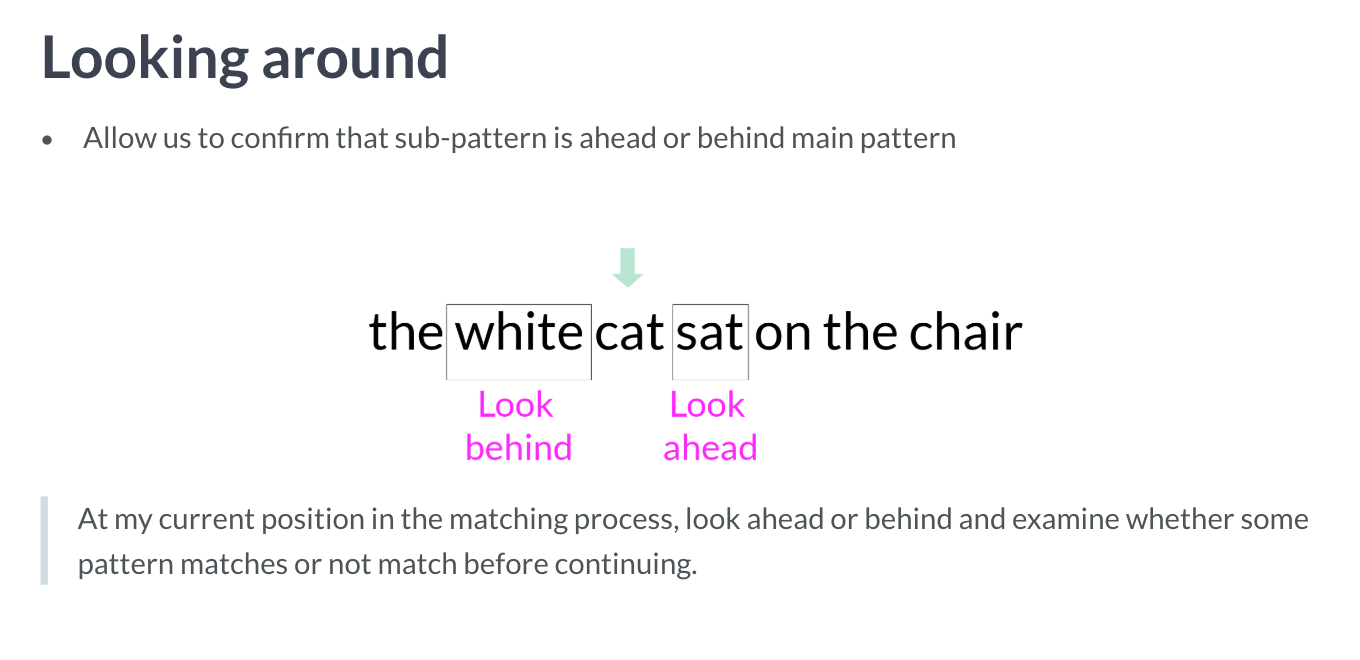 Looking around
• Allow us to confirm that sub-pattern is ahead or behind main pattern
the white cat sat on the chair
Look behind
Look ahead
At my current position in the matching process, look ahead or behind and examine whether some
pattern matches or not match before continuing.